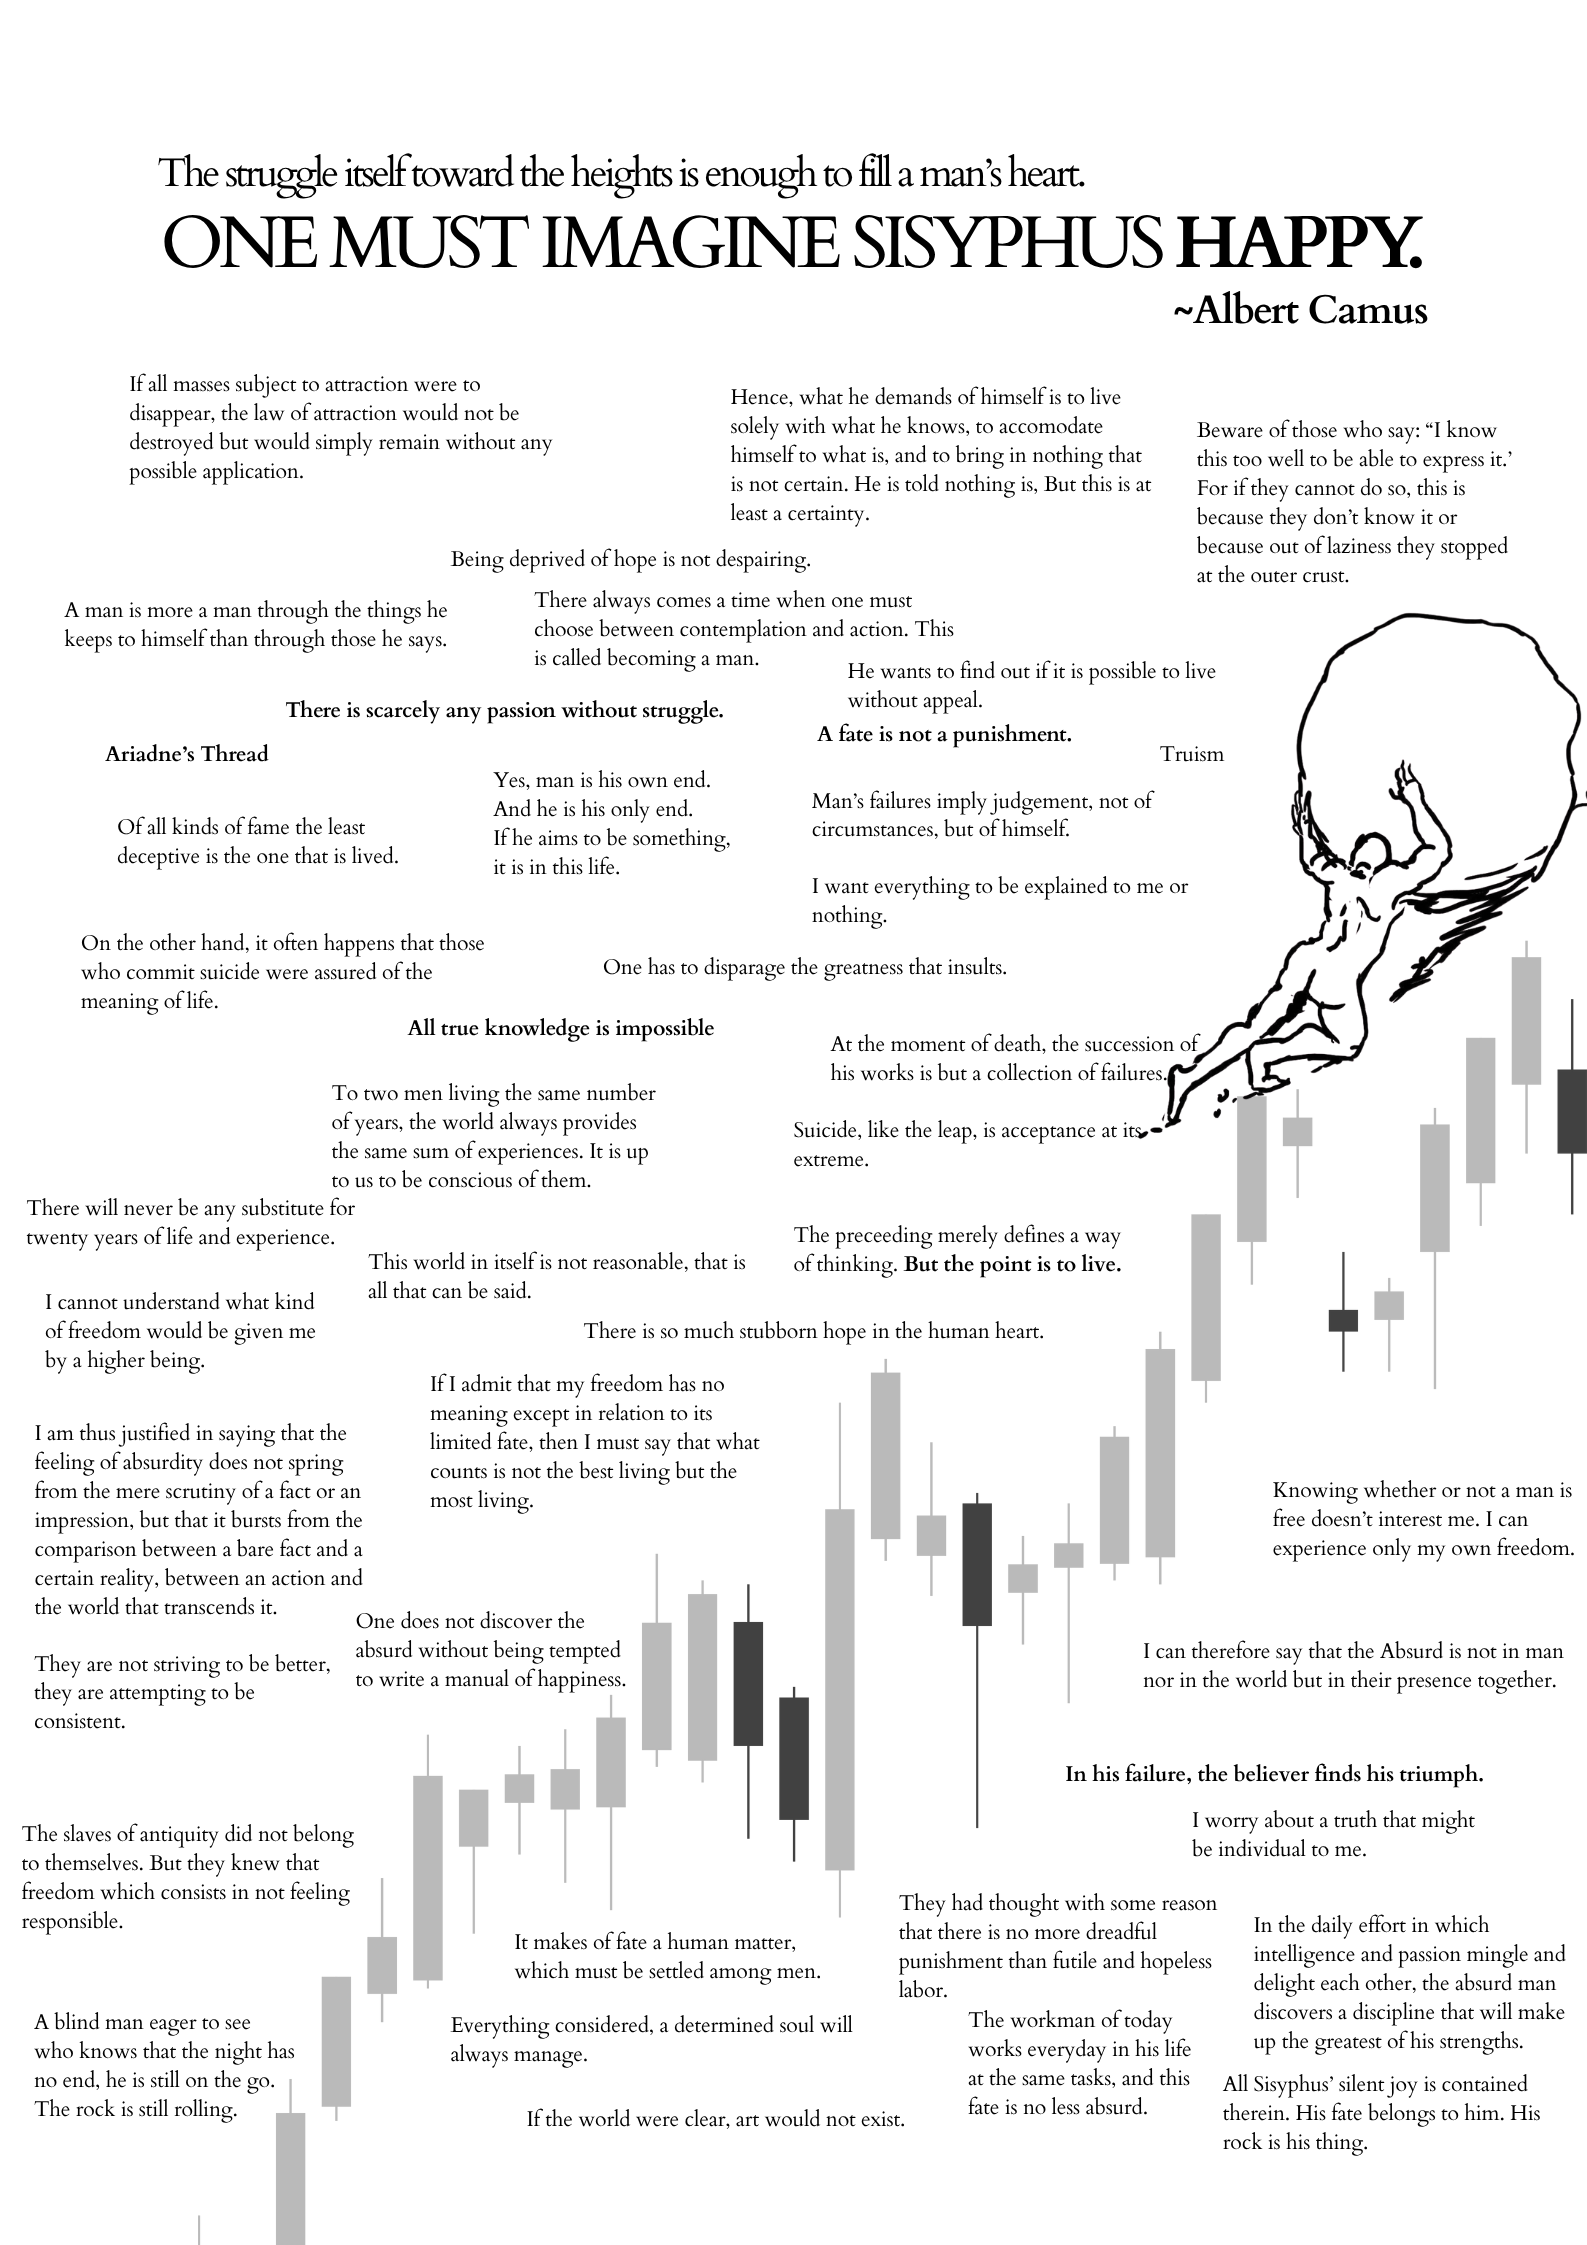 The struggle itself toward the heights is enough to fill a man's heart.
ONE MUST IMAGINE SISYPHUS HAPPY.
~Albert Camus
If all masses subject to attraction were to
disappear, the law of attraction would not be
destroyed but would simply remain without any
possible application.
Hence, what he demands of himself is to live
solely with what he knows, to accomodate
himself to what is, and to bring in nothing that
is not certain. He is told nothing is, But this is at
least a certainty.
Beware of those who say: “I know
this too well to be able to express it.’
For if they cannot do so, this is
because they don’t know it or
because out of laziness they stopped
at the outer crust.
Being deprived of hope is not despairing.
A man is more a man through the things he
keeps to himself than through those he says.
There always comes a time when one must
choose between contemplation and action. This
is called becoming a man.
He wants to find out if it is possible to live
without appeal.
There is scarcely any passion without struggle.
A fate is not a punishment.
Ariadne’s Thread
Truism
Yes, man is his own end.
And he is his only end.
If he aims to be something,
it is in this life.
Man’s failures imply judgement, not of
circumstances, but of himself.
Of all kinds of fame the least
deceptive is the one that is lived.
I want everything to be explained to me or
nothing.
On the other hand, it often happens that those
who commit suicide were assured of the
meaning of life.
One has to disparage the greatness that insults.
All true knowledge is impossible
At the moment of death, the succession of
his works is but a collection of failures.
To two men living the same number
of years, the world always provides
the same sum of experiences. It is up
to us to be conscious of them.
Suicide, like the leap, is acceptance at its
extreme.
There will never be any substitute for
twenty years of life and experience.
The preceeding merely defines a way
of thinking. But the point is to live.
This world in itself is not reasonable, that is
all that can be said.
I cannot understand what kind
of freedom would be given me
by a higher being.
There is so much stubborn hope in the human heart.
If I admit that my freedom has no
meaning except in relation to its
limited fate, then I must say that what
counts is not the best living but the
most living.
I am thus justified in saying that the
feeling of absurdity does not spring
from the mere scrutiny of a fact or an
impression, but that it bursts from the
comparison between a bare fact and a
certain reality, between an action and
the world that transcends it.
Knowing whether or not a man is
free doesn’t interest me. I can
experience only my own freedom.
One does not discover the
absurd without being tempted
to write a manual of happiness.
They are not striving to be better,
they are attempting to be
consistent.
I can therefore say that the Absurd is not in man
nor in the world but in their presence together.
In his failure, the believer finds his triumph.
I worry about a truth that might
be individual to me.
The slaves of antiquity did not belong
to themselves. But they knew that
freedom which consists in not feeling
responsible.
They had thought with some reason
that there is no more dreadful
punishment than futile and hopeless
labor.
In the daily effort in which
intelligence and passion mingle and
delight each other, the absurd man
discovers a discipline that will make
up the greatest of his strengths.
It makes of fate a human matter,
which must be settled among men.
A blind man eager to see
who knows that the night has
no end, he is still on the go.
The rock is still rolling.
Everything considered, a determined soul will
always manage.
The workman of today
works everyday in his life
at the same tasks, and this
fate is no less absurd.
All Sisyphus’ silent joy is contained
therein. His fate belongs to him. His
rock is his thing.
If the world were clear, art would not exist.